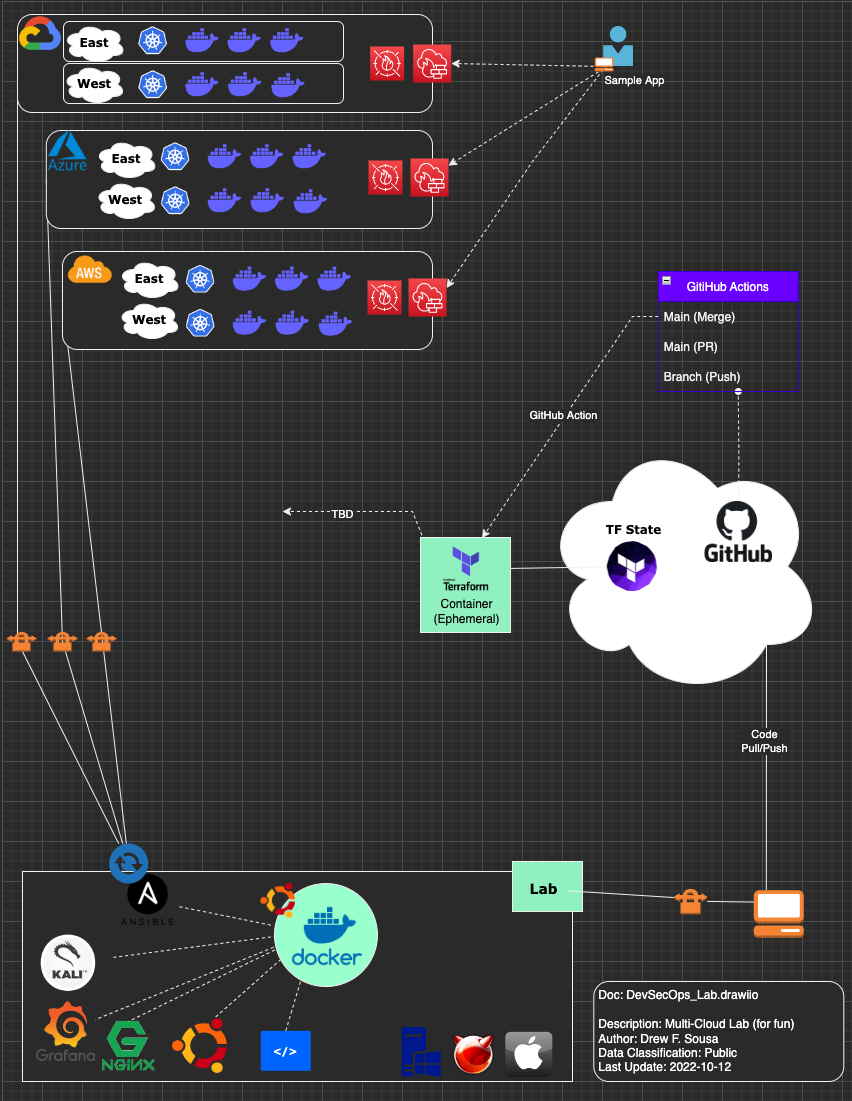 East
West
Sample App
Azure
East
West
AWS
East
West
GitiHub Actions
Main (Merge)
Main (PR)
Branch (Push)
GitHub Action
TBD
TF State
GitHub
Terraform
Container
(Ephemeral)
Code
Pull/Push
Lab
ANSIBLE
docker
KALI
Grafana
NGINX
</>
Doc: DevSecOps_Lab.drawiio
Description: Multi-Cloud Lab (for fun)
Author: Drew F. Sousa
Data Classification: Public
Last Update: 2022-10-12